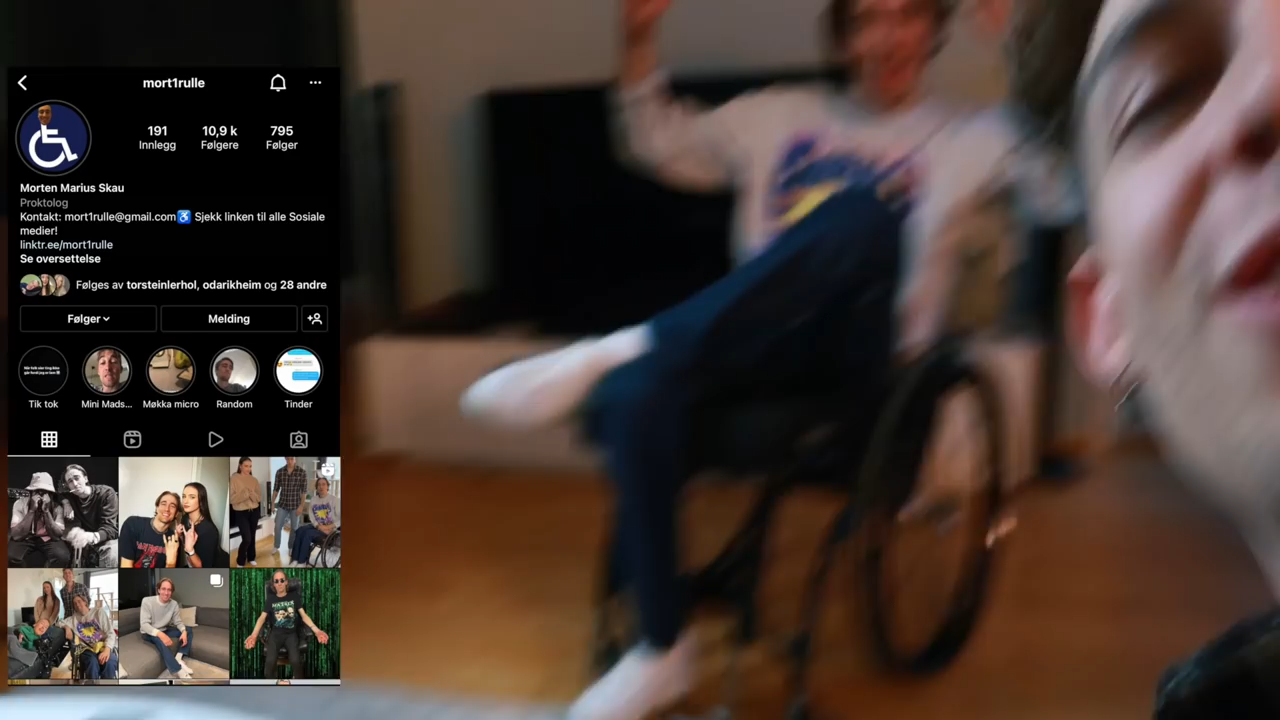 mort1rulle
191
10,9 k
795
Innlegg
Følgere
Følger
Morten Marius Skau
Proktolog
Kontakt: mort1rulle@gmail.com♿ Sjekk linken til alle Sosiale
medier!
linktr.ee/mort1rulle
Se oversettelse
Følges av torsteinlerhol, odarikheim og 28 andre
Følger
Melding
Tik tok
Mini Mads...
Møkka micro
Random
Tinder